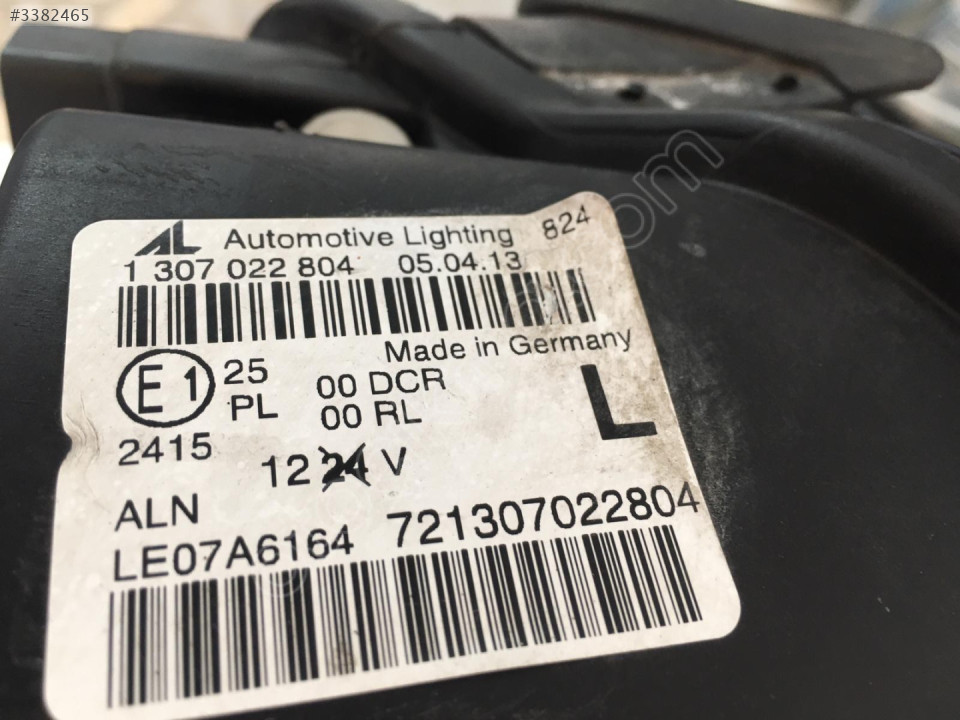 #3382465
AL Automotive Lighting 824
1 307 022 804 05.04.13
Made in Germany
E1 25 00 DCR L
PL 00 RL
2415 12 24 V
ALN
LE07A6164 721307022804